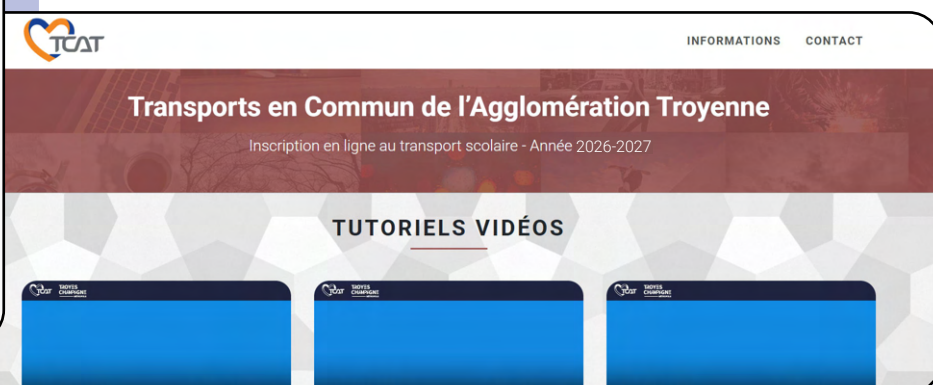 TCAT
INFORMATIONS CONTACT
Transports en Commun de l'Agglomération Troyenne
Inscription en ligne au transport scolaire - Année 2026-2027
TUTORIELS VIDÉOS
TCAT TROYES CHAMPAGNE
TCAT TROYES CHAMPAGNE
TCAT TROYES CHAMPAGNE